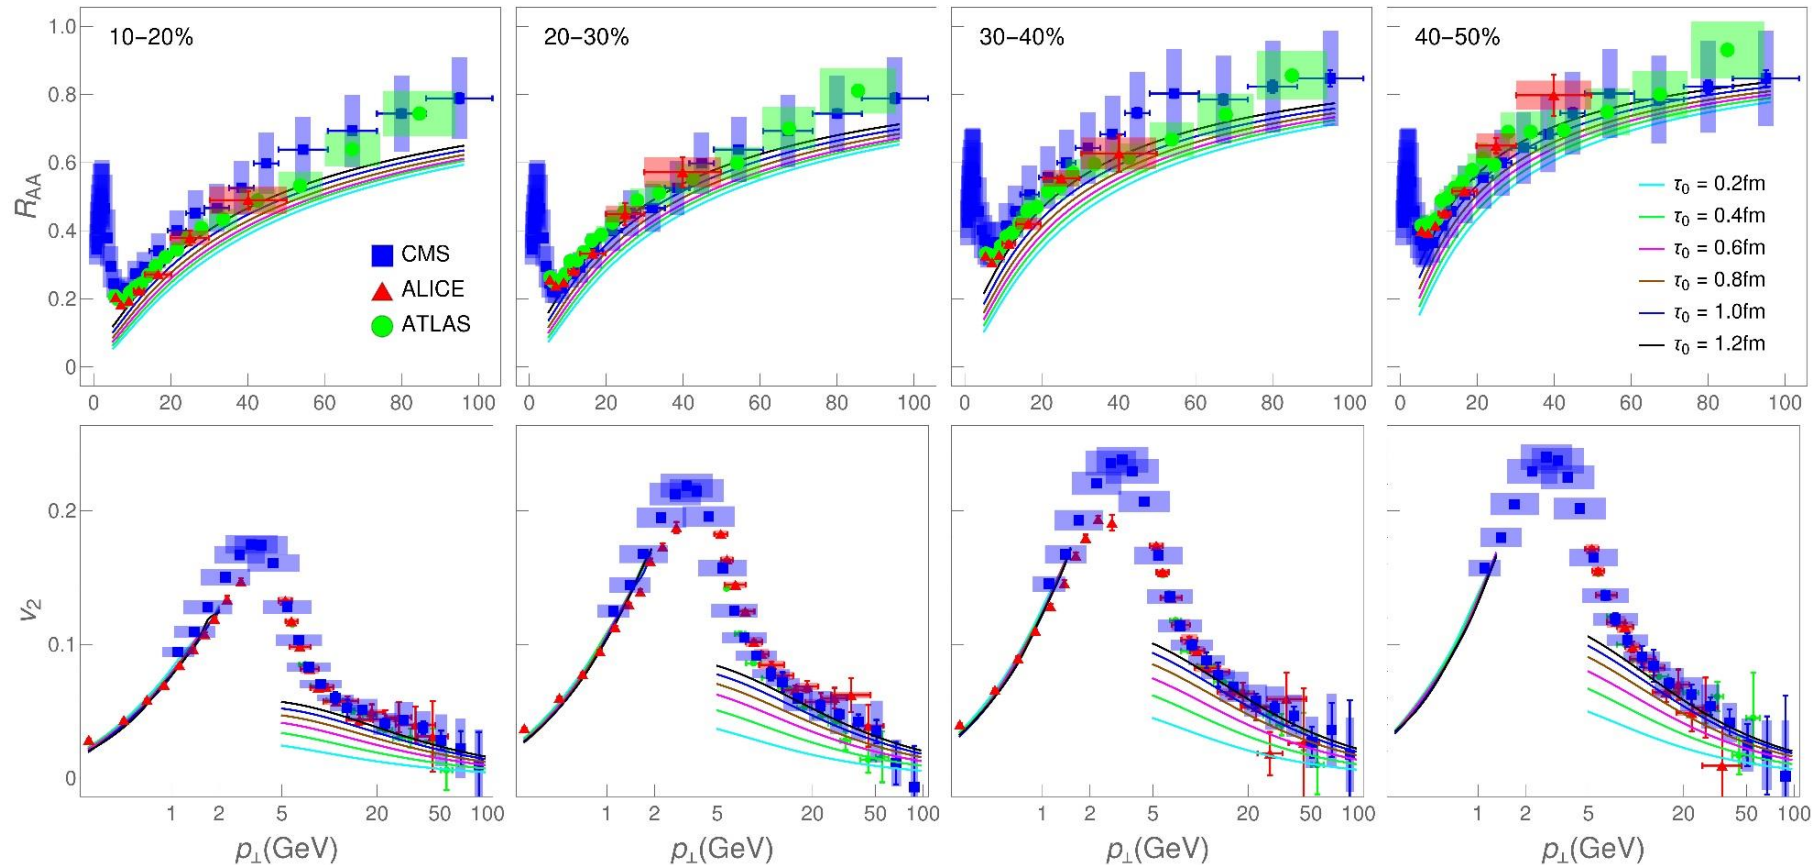 10−20%
20−30%
30−40%
40−50%
1.0
0.8
0.6
0.4
0.2
0
R_AA
CMS
ALICE
ATLAS
τ₀ = 0.2fm
τ₀ = 0.4fm
τ₀ = 0.6fm
τ₀ = 0.8fm
τ₀ = 1.0fm
τ₀ = 1.2fm
0 20 40 60 80 100
0 20 40 60 80 100
0 20 40 60 80 100
0 20 40 60 80 100
0.2
0.1
0
v₂
1 2 5 20 50 100
1 2 5 20 50 100
1 2 5 20 50 100
1 2 5 20 50 100
p⊥(GeV)
p⊥(GeV)
p⊥(GeV)
p⊥(GeV)